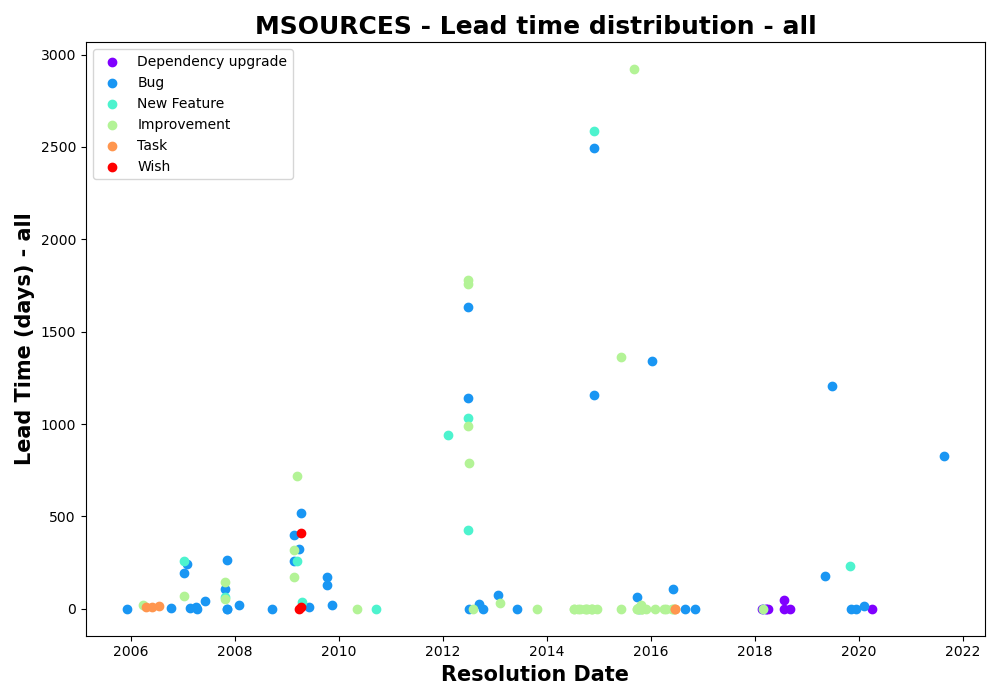 MSOURCES - Lead time distribution - all
Lead Time (days) - all
3000
2500
2000
1500
1000
500
0
Dependency upgrade
Bug
New Feature
Improvement
Task
Wish
2006 2008 2010 2012 2014 2016 2018 2020 2022
Resolution Date